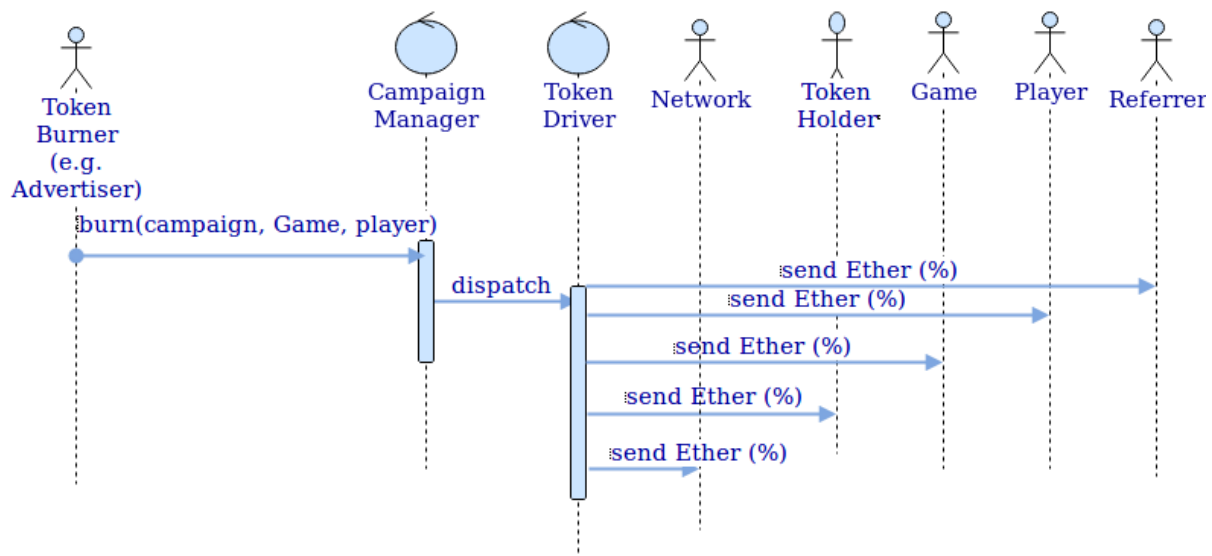 Token
Burner
(e.g.
Advertiser)
Campaign
Manager
Token
Driver
Network
Token
Holder
Game
Player
Referrer
burn(campaign, Game, player)
dispatch
send Ether (%)
send Ether (%)
send Ether (%)
send Ether (%)
send Ether (%)